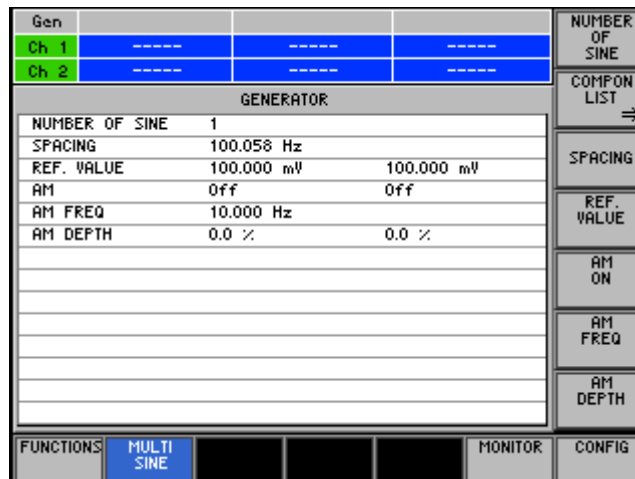 Gen
Ch 1 ----- ----- -----
Ch 2 ----- ----- -----
GENERATOR
NUMBER OF SINE 1
SPACING 100.058 Hz
REF. VALUE 100.000 mV 100.000 mV
AM Off Off
AM FREQ 10.000 Hz
AM DEPTH 0.0 % 0.0 %
NUMBER
OF
SINE
COMPON
LIST
⇒
SPACING
REF.
VALUE
AM
ON
AM
FREQ
AM
DEPTH
FUNCTIONS
MULTI
SINE
MONITOR
CONFIG